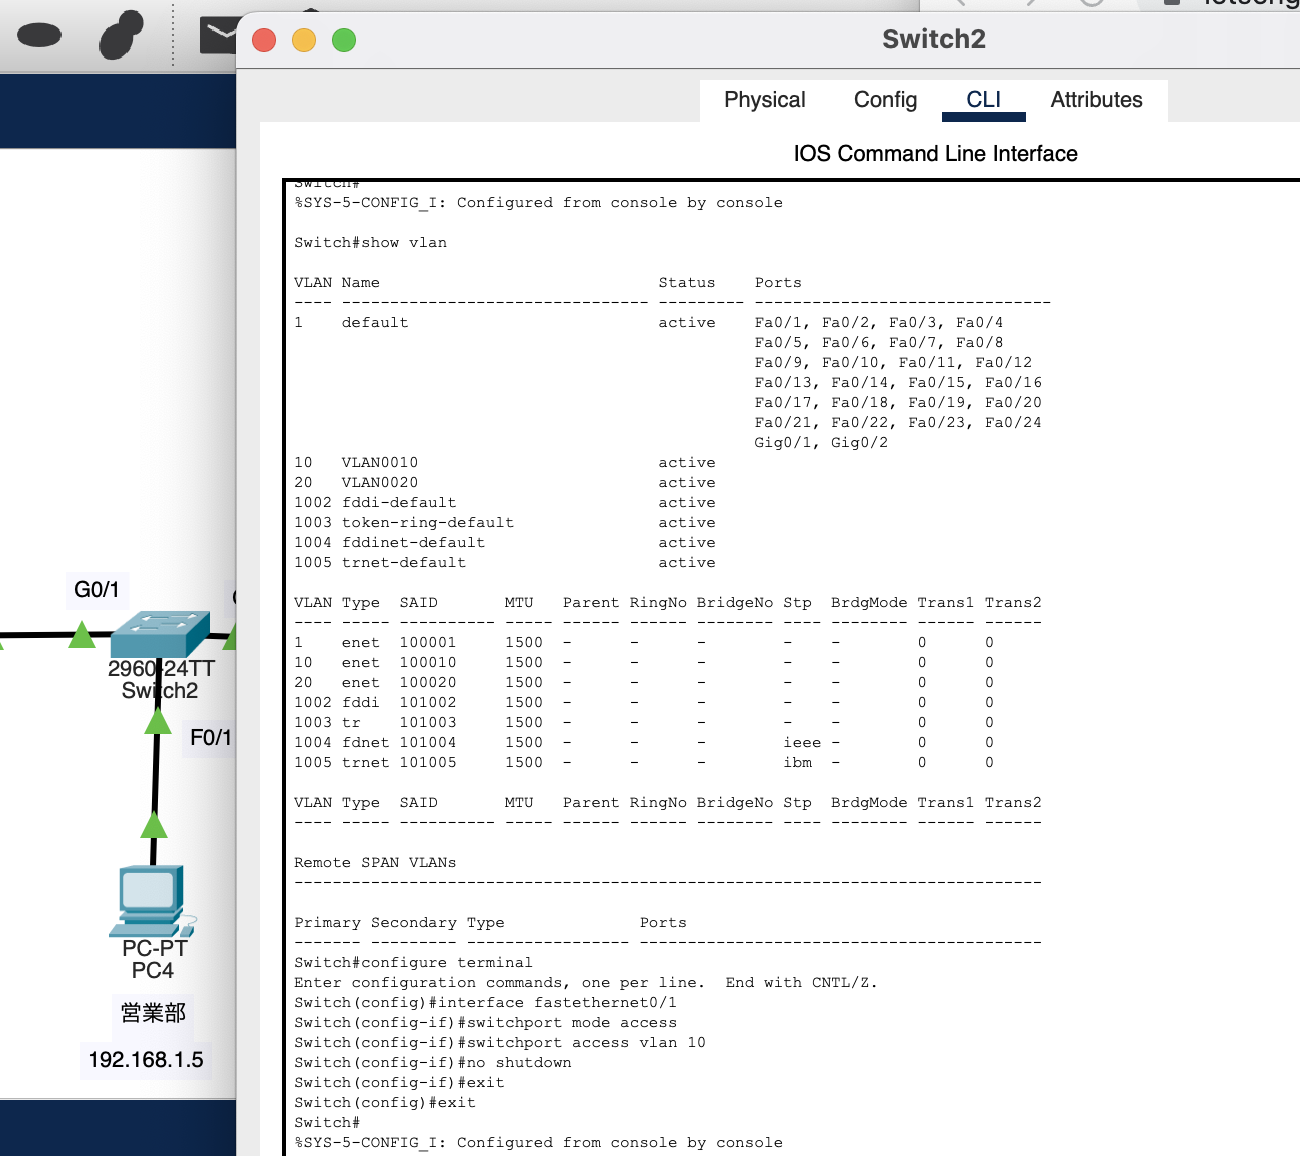 Switch2
Physical Config CLI Attributes
IOS Command Line Interface
Switch#
%SYS-5-CONFIG_I: Configured from console by console
Switch#show vlan
VLAN Name Status Ports
---- -------------------------------- --------- -------------------------------
1 default active Fa0/1, Fa0/2, Fa0/3, Fa0/4
Fa0/5, Fa0/6, Fa0/7, Fa0/8
Fa0/9, Fa0/10, Fa0/11, Fa0/12
Fa0/13, Fa0/14, Fa0/15, Fa0/16
Fa0/17, Fa0/18, Fa0/19, Fa0/20
Fa0/21, Fa0/22, Fa0/23, Fa0/24
Gig0/1, Gig0/2
10 VLAN0010 active
20 VLAN0020 active
1002 fddi-default active
1003 token-ring-default active
1004 fddinet-default active
1005 trnet-default active
VLAN Type SAID MTU Parent RingNo BridgeNo Stp BrdgMode Trans1 Trans2
---- ----- ---------- ----- ------ ------ -------- ---- -------- ------ ------
1 enet 100001 1500 - - - - - 0 0
10 enet 100010 1500 - - - - - 0 0
20 enet 100020 1500 - - - - - 0 0
1002 fddi 101002 1500 - - - - - 0 0
1003 tr 101003 1500 - - - - - 0 0
1004 fdnet 101004 1500 - - - ieee - 0 0
1005 trnet 101005 1500 - - - ibm - 0 0
VLAN Type SAID MTU Parent RingNo BridgeNo Stp BrdgMode Trans1 Trans2
---- ----- ---------- ----- ------ ------ -------- ---- -------- ------ ------
Remote SPAN VLANs
------------------------------------------------------------------------------
Primary Secondary Type Ports
------- --------- ----------------- ------------------------------------------
Switch#configure terminal
Enter configuration commands, one per line. End with CNTL/Z.
Switch(config)#interface fastethernet0/1
Switch(config-if)#switchport mode access
Switch(config-if)#switchport access vlan 10
Switch(config-if)#no shutdown
Switch(config-if)#exit
Switch(config)#exit
Switch#
%SYS-5-CONFIG_I: Configured from console by console
G0/1
2960-24TT
Switch2
F0/1
PC-PT
PC4
営業部
192.168.1.5